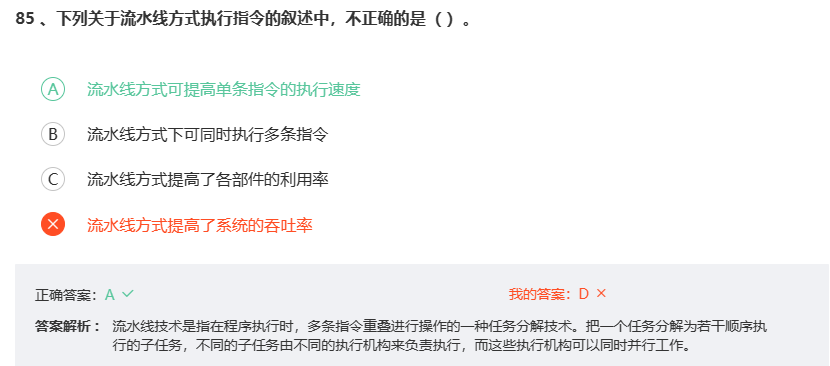 85 、下列关于流水线方式执行指令的叙述中，不正确的是（ ）。
A 流水线方式可提高单条指令的执行速度
B 流水线方式下可同时执行多条指令
C 流水线方式提高了各部件的利用率
流水线方式提高了系统的吞吐率
正确答案：A 我的答案：D
答案解析： 流水线技术是指在程序执行时，多条指令重叠进行操作的一种任务分解技术。把一个任务分解为若干顺序执
行的子任务，不同的子任务由不同的执行机构来负责执行，而这些执行机构可以同时并行工作。